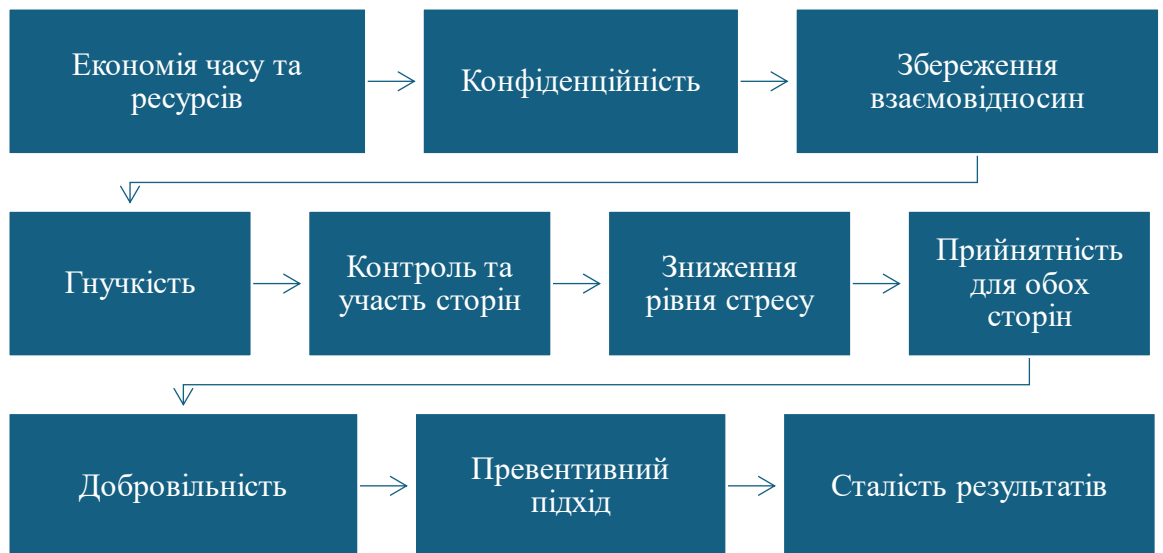 Економія часу та
ресурсів
Конфіденційність
Збереження
взаємовідносин
Гнучкість
Контроль та
участь сторін
Зниження
рівня стресу
Прийнятність
для обох
сторін
Добровільність
Превентивний
підхід
Сталість результатів